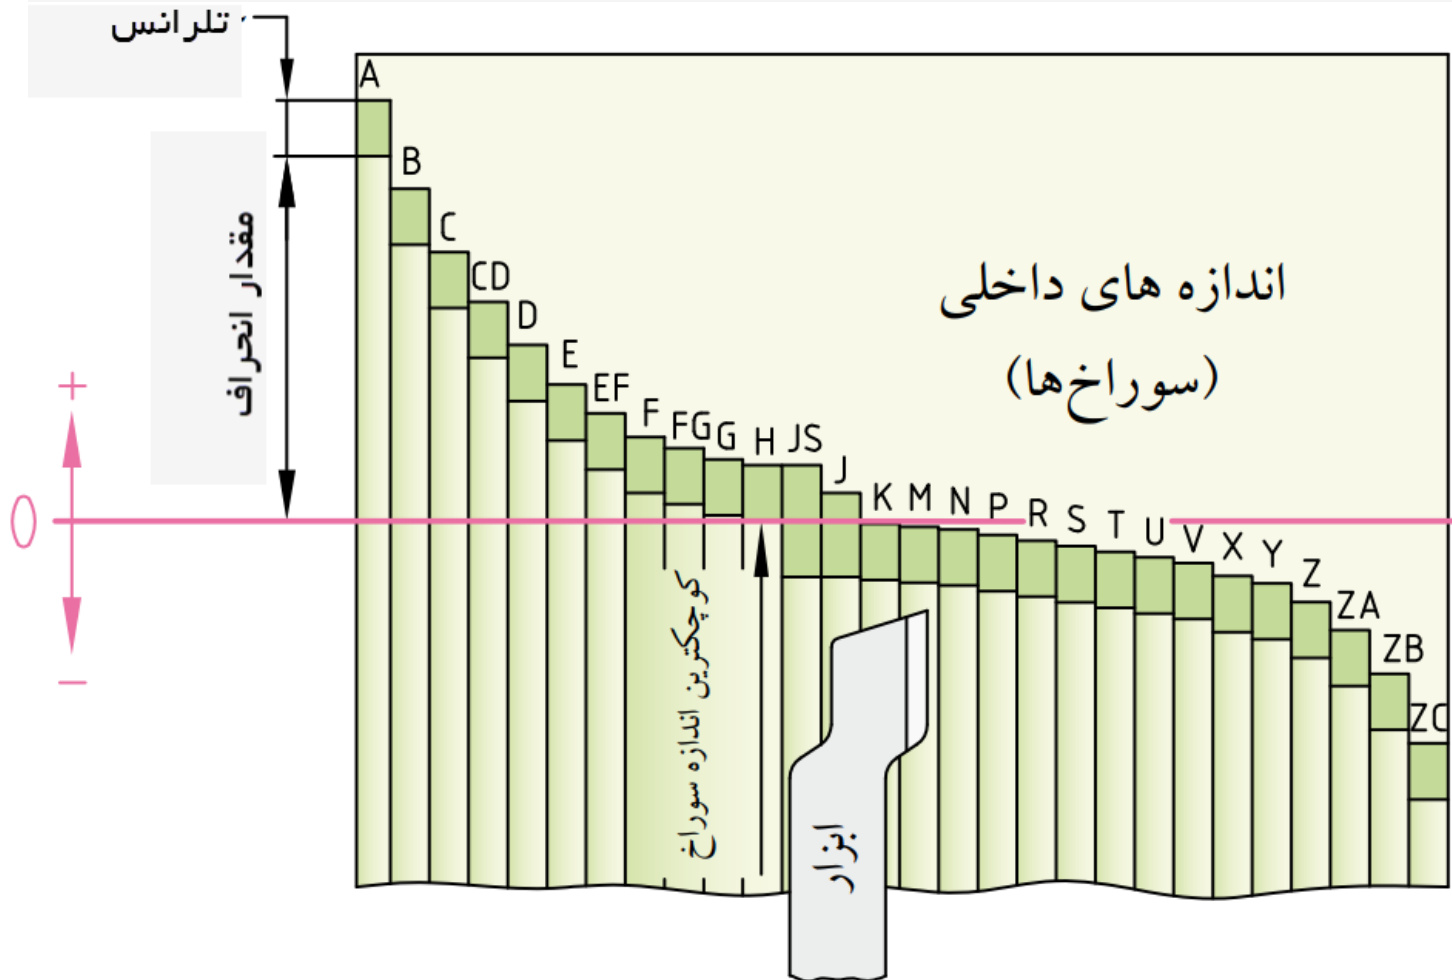 تلرانس
مقدار انحراف
+
0
−
A
B
C
CD
D
E
EF
F
FG
G
H
JS
J
K
M
N
P
R
S
T
U
V
X
Y
Z
ZA
ZB
ZC
اندازه های داخلی
(سوراخ‌ها)
کوچکترین اندازه سوراخ
ابزار